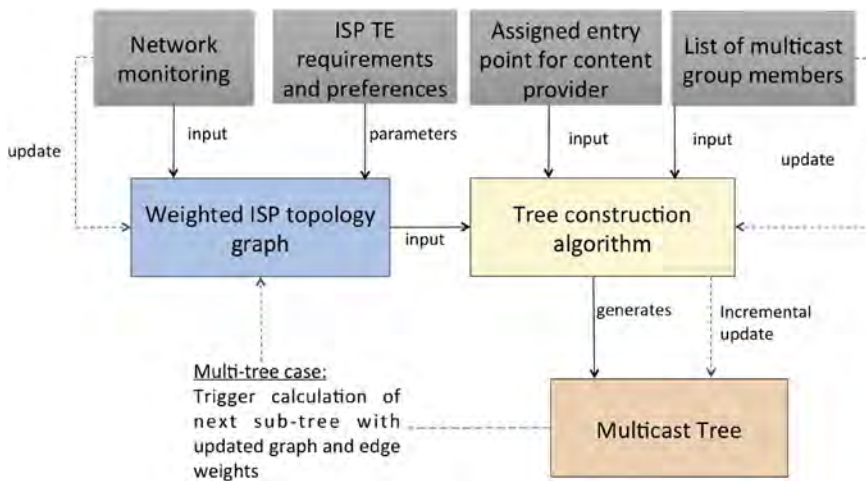 Network
monitoring
ISP TE
requirements
and preferences
Assigned entry
point for content
provider
List of multicast
group members
update
input
parameters
input
input
update
Weighted ISP topology
graph
input
Tree construction
algorithm
generates
Incremental
update
Multi-tree case:
Trigger calculation of
next sub-tree with
updated graph and edge
weights
Multicast Tree